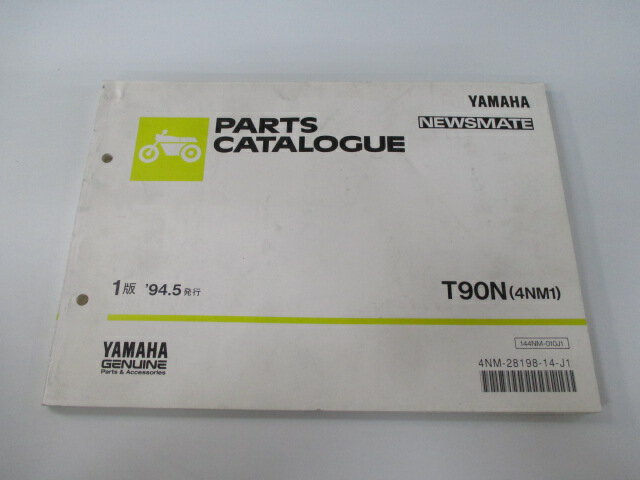 YAMAHA
NEWSMATE
PARTS
CATALOGUE
1版 '94.5発行
T90N(4NM1)
144NM-010J1
YAMAHA
GENUINE
Parts & Accessories
4NM-28198-14-J1